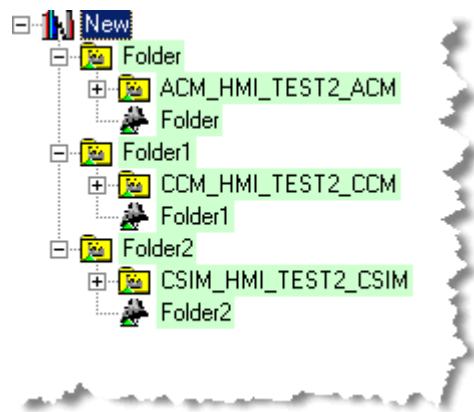 New
Folder
ACM_HMI_TEST2_ACM
Folder
Folder1
CCM_HMI_TEST2_CCM
Folder1
Folder2
CSIM_HMI_TEST2_CSIM
Folder2